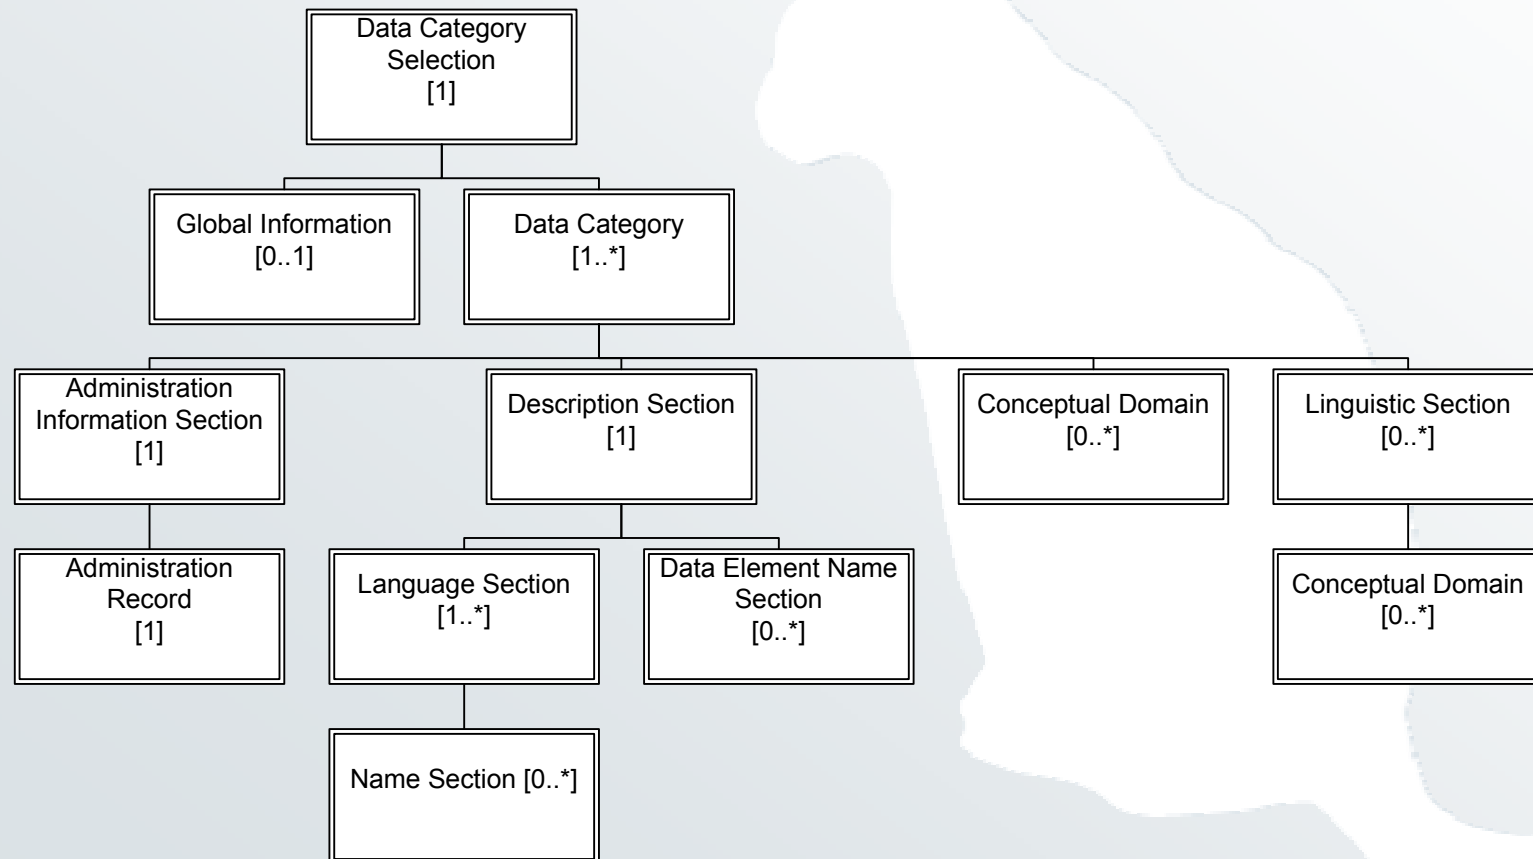 Data Category
Selection
[1]
Global Information
[0..1]
Data Category
[1..*]
Administration
Information Section
[1]
Description Section
[1]
Conceptual Domain
[0..*]
Linguistic Section
[0..*]
Administration
Record
[1]
Language Section
[1..*]
Data Element Name
Section
[0..*]
Conceptual Domain
[0..*]
Name Section [0..*]